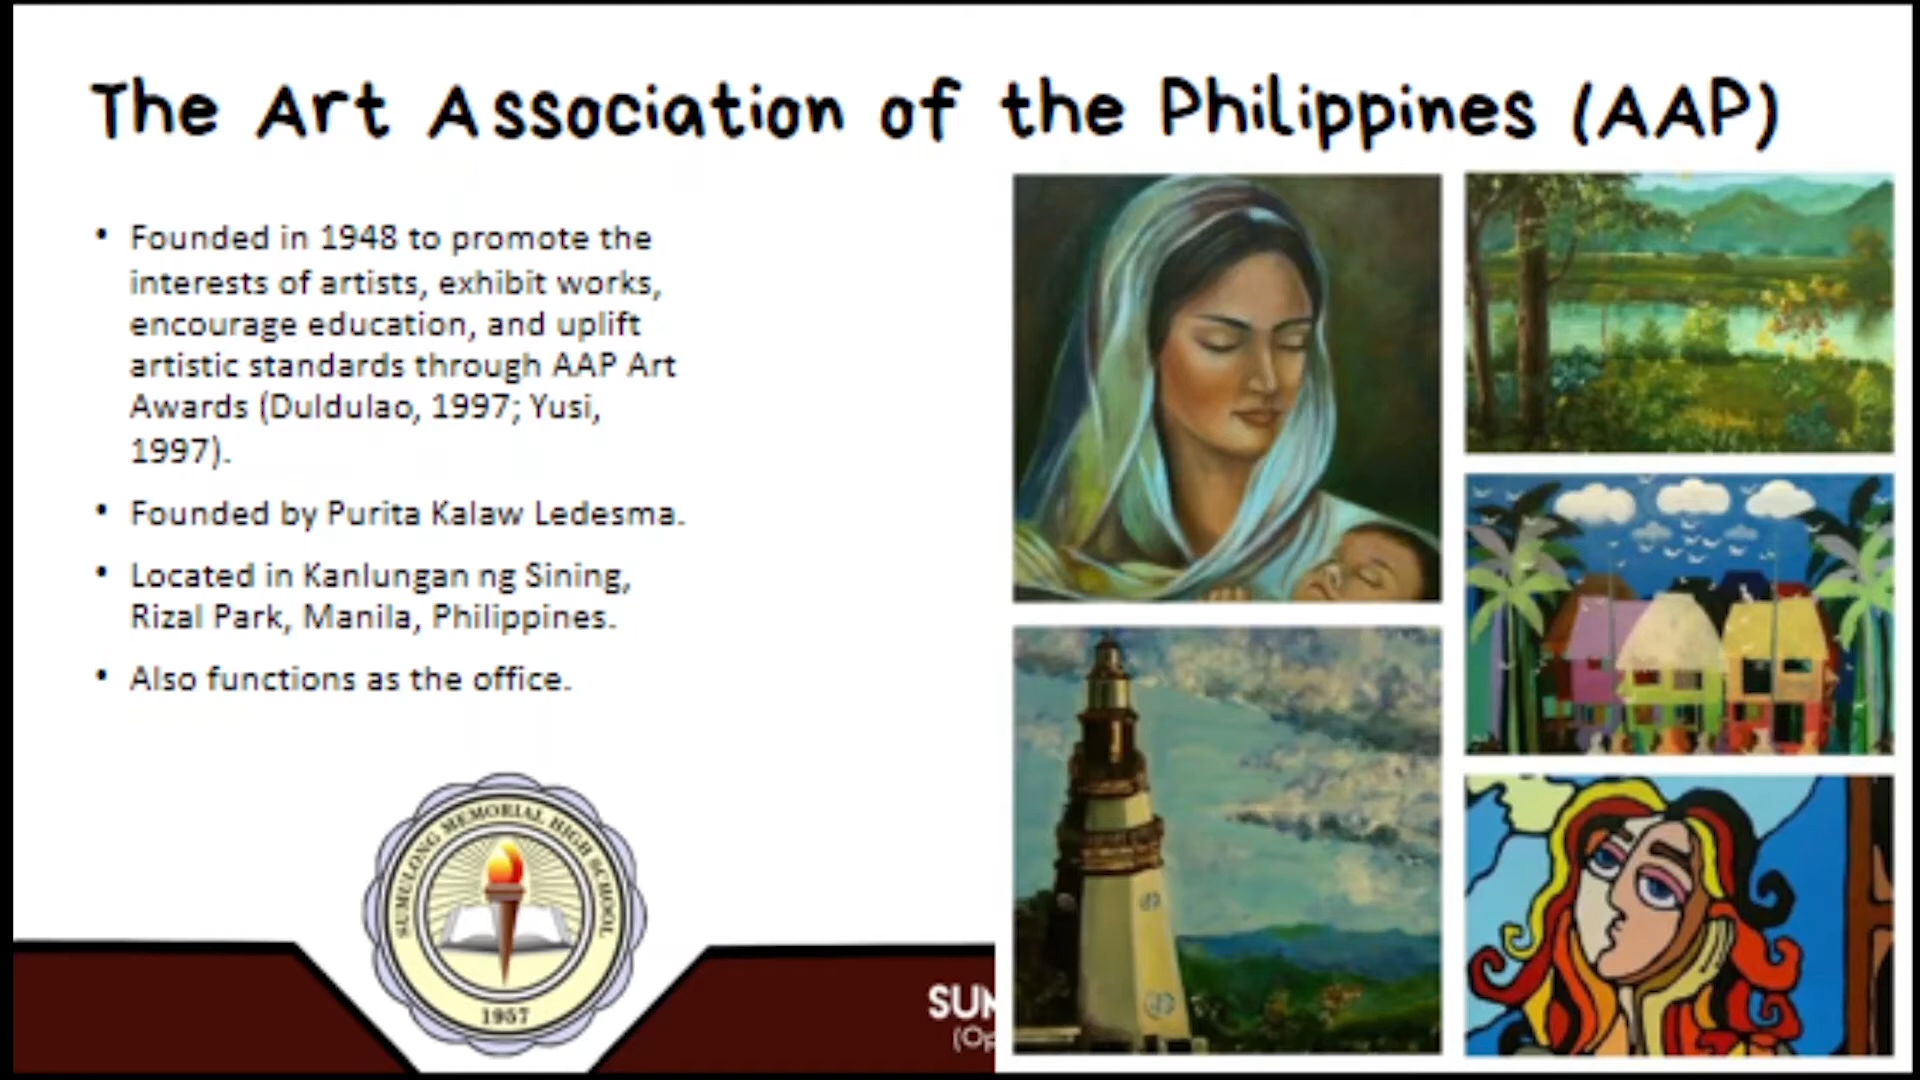 The Art Association of the Philippines (AAP)
• Founded in 1948 to promote the
interests of artists, exhibit works,
encourage education, and uplift
artistic standards through AAP Art
Awards (Duldulao, 1997; Yusi,
1997).
• Founded by Purita Kalaw Ledesma.
• Located in Kanlungan ng Sining,
Rizal Park, Manila, Philippines.
• Also functions as the office.
SUMULONG MEMORIAL HIGH SCHOOL
1957
SUM
(Op